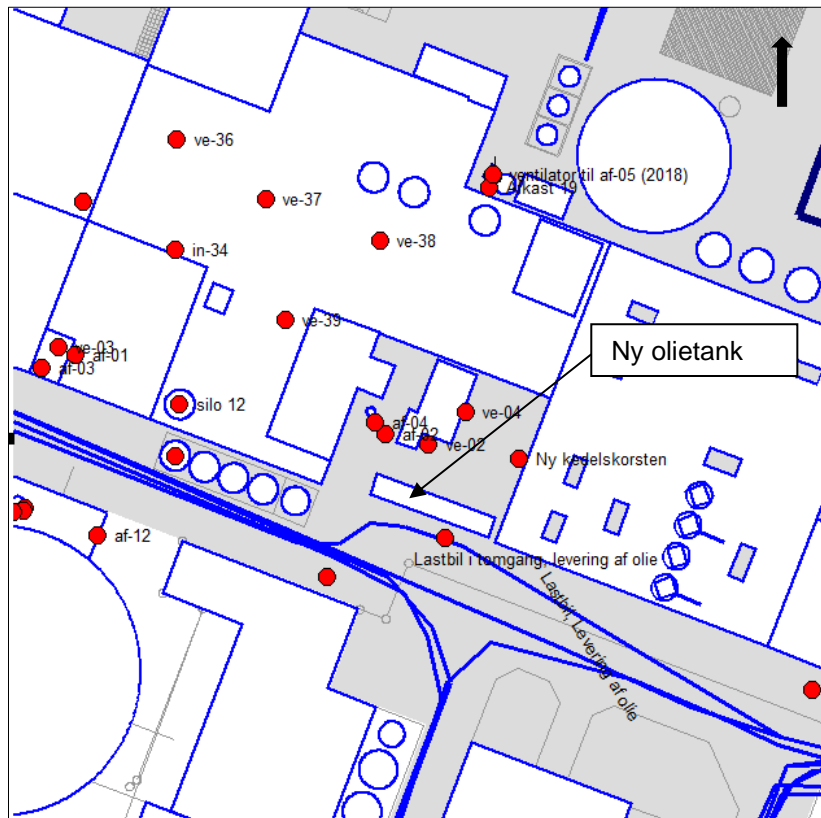 ve-36
ventilator til af-05 (2018)
Afkast 19
ve-37
ve-38
in-34
ve-39
ve-03
af-01
af-03
Ny olietank
silo 12
ve-04
af-04
af-02
ve-02
Ny kedelskorsten
af-12
Lastbil i tomgang, levering af olie
Lastbil, Levering af olie